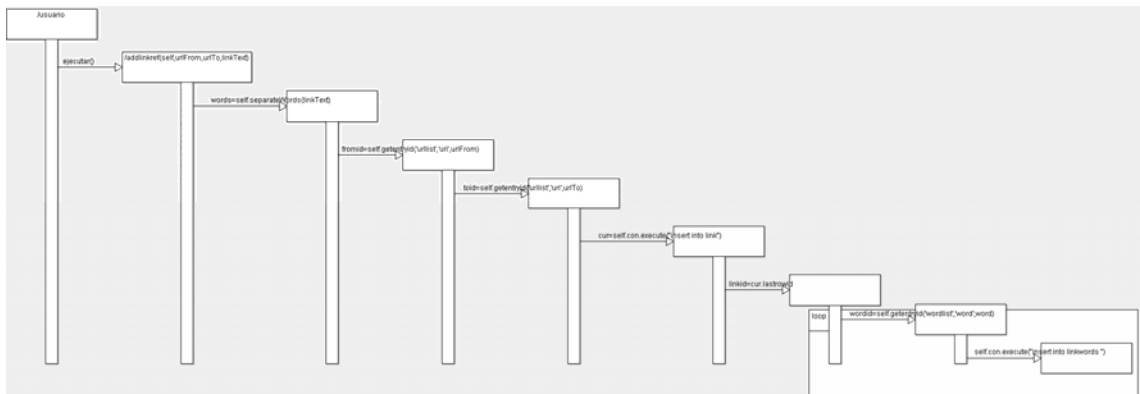 /usuario
ejecutar()
/addlinkref(self,urlFrom,urlTo,linkText)
words=self.separateWords(linkText)
fromid=self.getentryid('urllist','url',urlFrom)
toid=self.getentryid('urllist','url',urlTo)
cur=self.con.execute("insert into link")
linkid=cur.lastrowid
loop
wordid=self.getentryid('wordlist','word',word)
self.con.execute("insert into linkwords ")